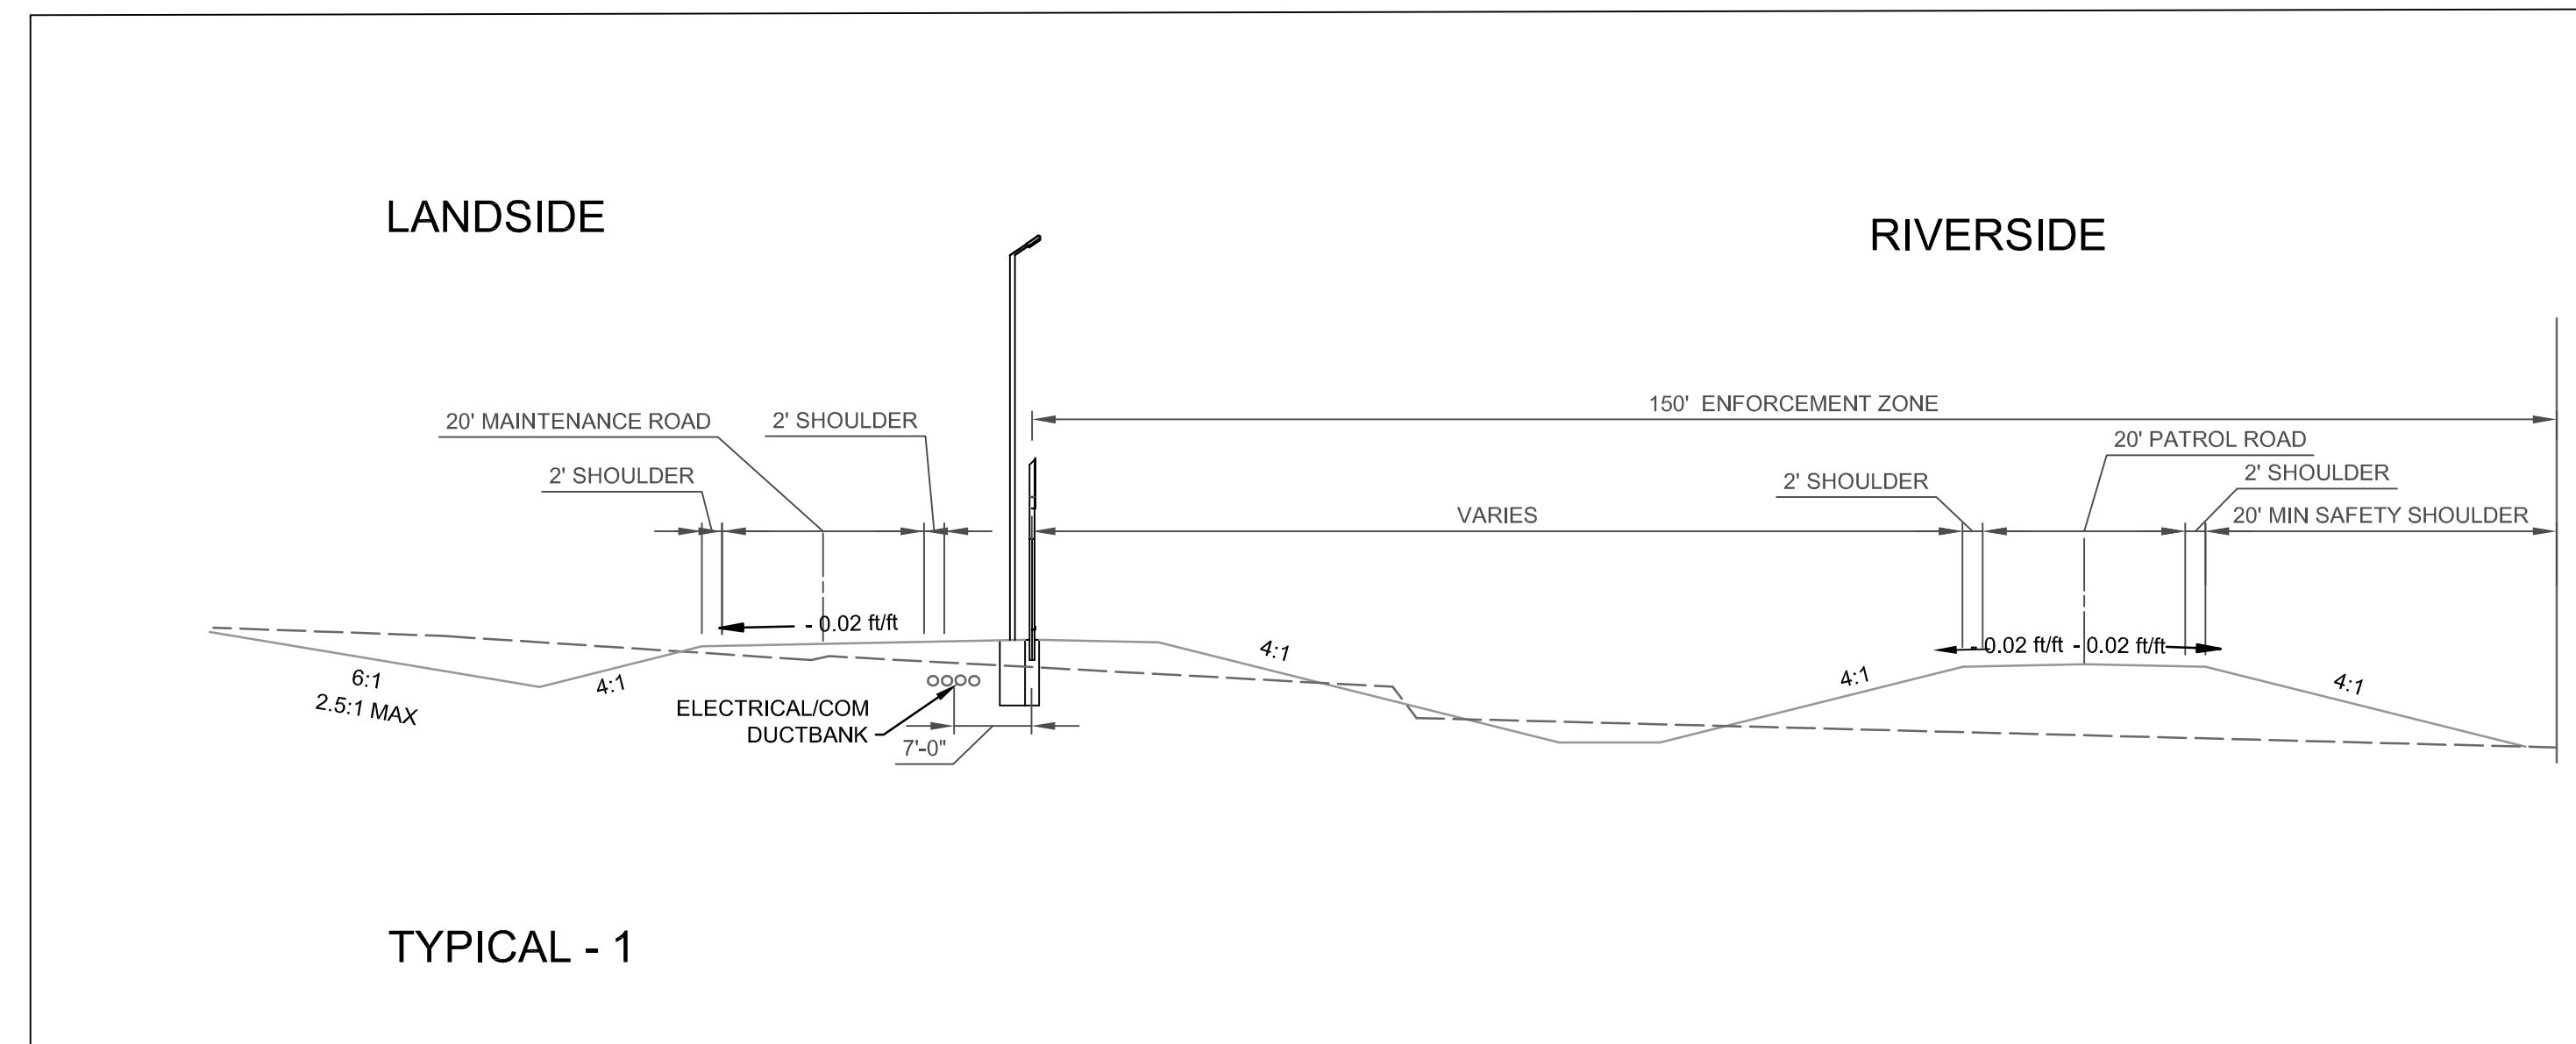 LANDSIDE
RIVERSIDE
150' ENFORCEMENT ZONE
20' MAINTENANCE ROAD
2' SHOULDER
20' PATROL ROAD
2' SHOULDER
2' SHOULDER
2' SHOULDER
VARIES
20' MIN SAFETY SHOULDER
- 0.02 ft/ft
- 0.02 ft/ft
- 0.02 ft/ft
4:1
6:1
4:1
4:1
4:1
2.5:1 MAX
ELECTRICAL/COM
DUCTBANK
7'-0"
TYPICAL - 1